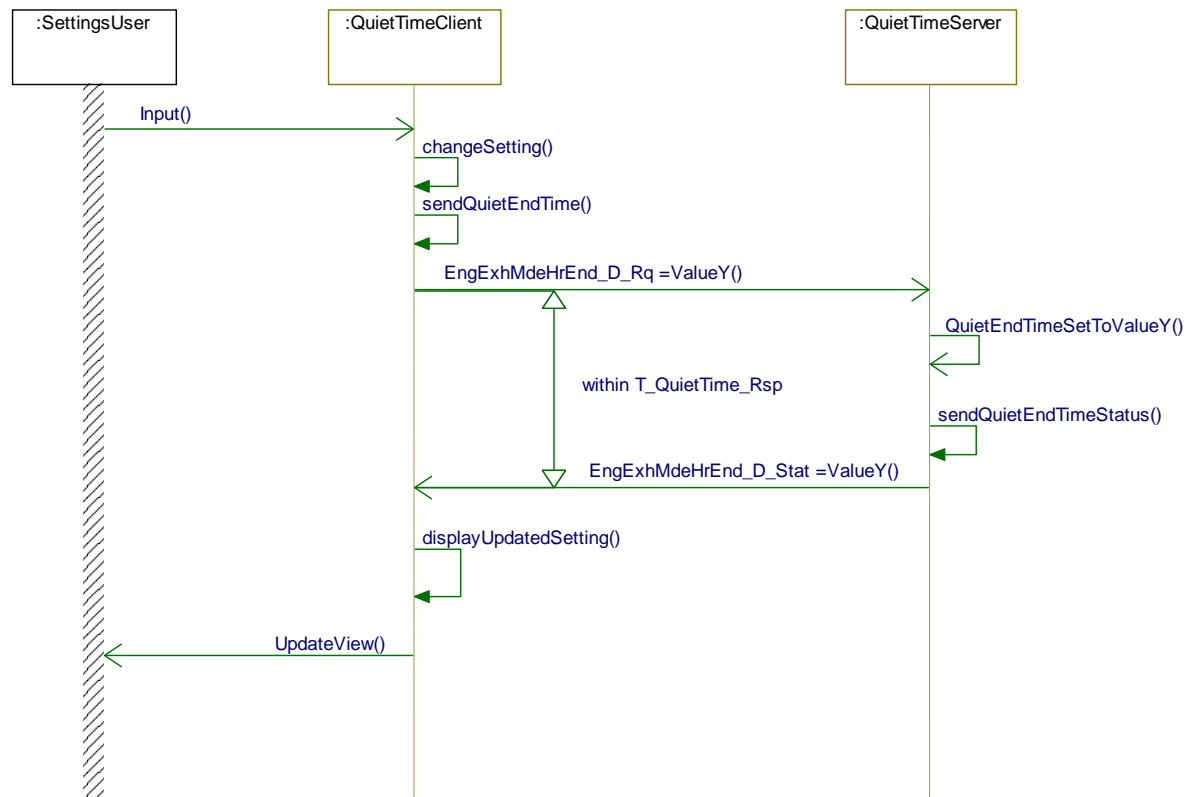 :SettingsUser
:QuietTimeClient
:QuietTimeServer
Input()
changeSetting()
sendQuietEndTime()
EngExhMdeHrEnd_D_Rq =ValueY()
QuietEndTimeSetToValueY()
within T_QuietTime_Rsp
sendQuietEndTimeStatus()
EngExhMdeHrEnd_D_Stat =ValueY()
displayUpdatedSetting()
UpdateView()